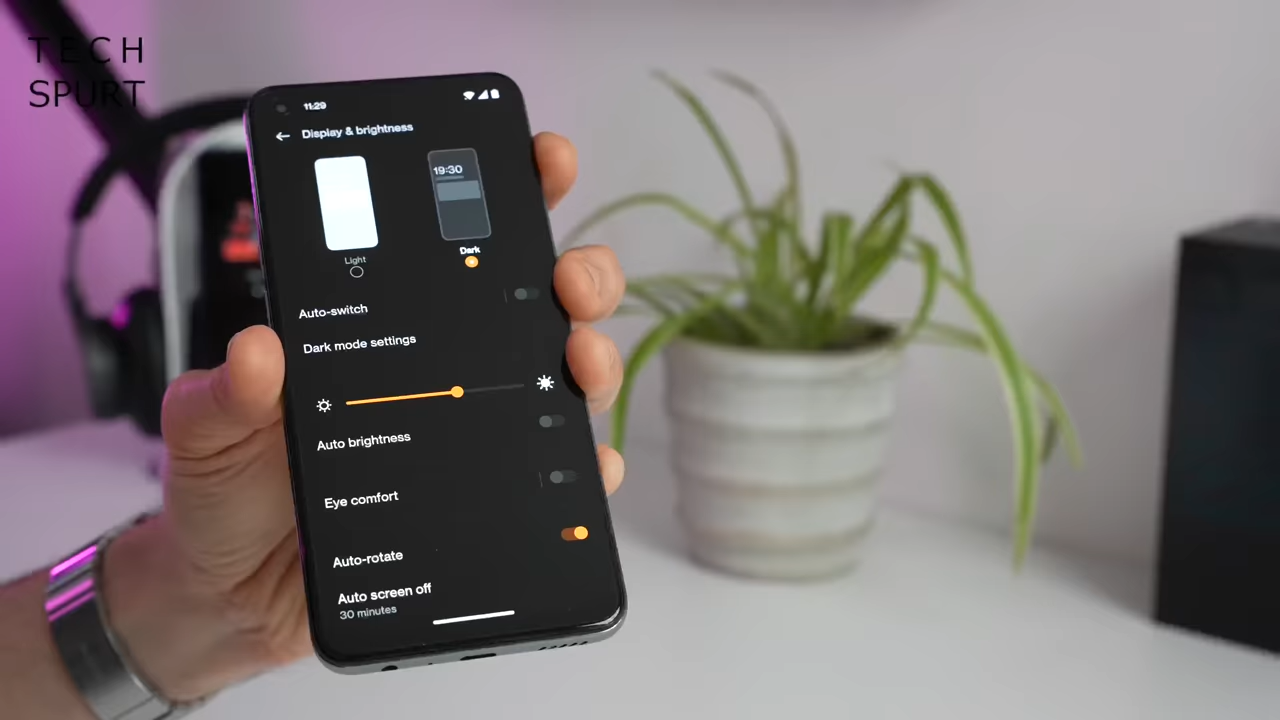 TECH
SPURT
11:29
Display & brightness
19:30
Light
Dark
Auto-switch
Dark mode settings
Auto brightness
Eye comfort
Auto-rotate
Auto screen off
30 minutes